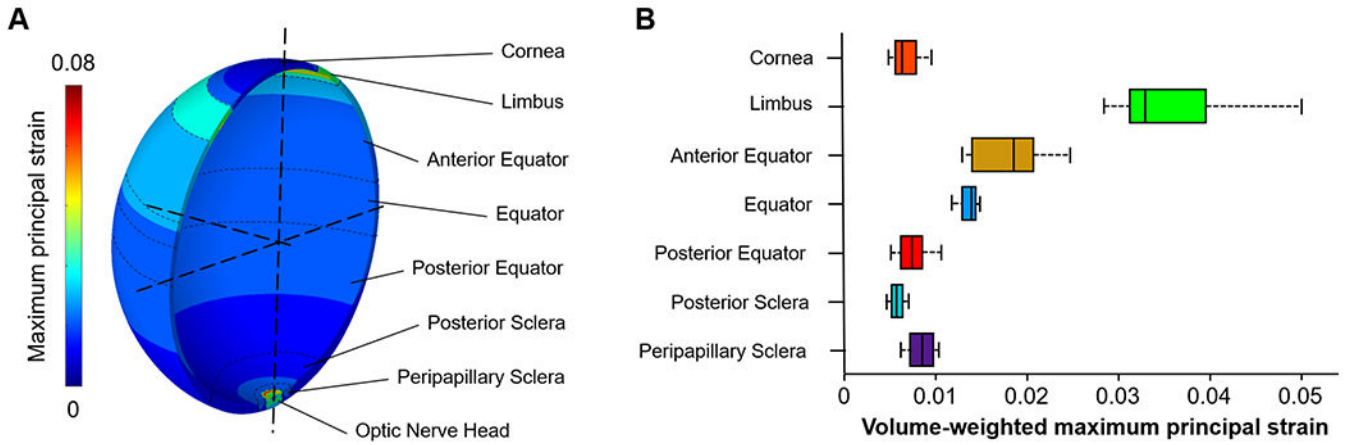 A
0.08
Maximum principal strain
0
Cornea
Limbus
Anterior Equator
Equator
Posterior Equator
Posterior Sclera
Peripapillary Sclera
Optic Nerve Head
B
Cornea
Limbus
Anterior Equator
Equator
Posterior Equator
Posterior Sclera
Peripapillary Sclera
0 0.01 0.02 0.03 0.04 0.05
Volume-weighted maximum principal strain